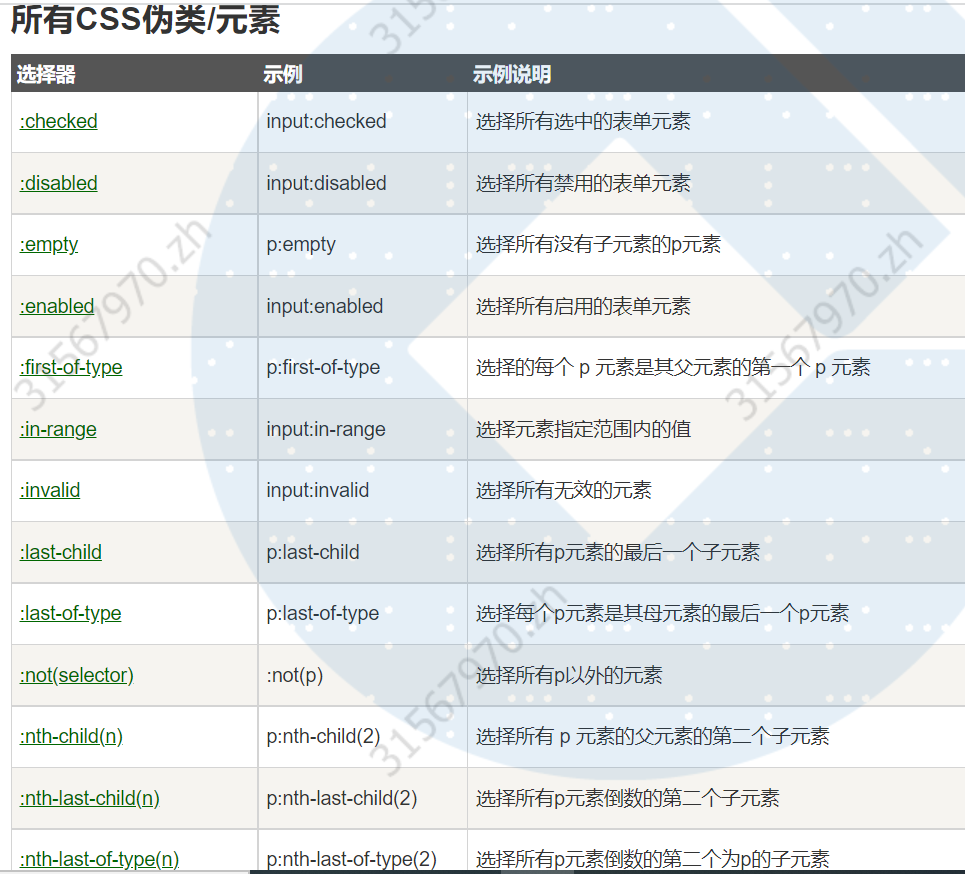 所有CSS伪类/元素
选择器 示例 示例说明
:checked input:checked 选择所有选中的表单元素
:disabled input:disabled 选择所有禁用的表单元素
:empty p:empty 选择所有没有子元素的p元素
:enabled input:enabled 选择所有启用的表单元素
:first-of-type p:first-of-type 选择的每个 p 元素是其父元素的第一个 p 元素
:in-range input:in-range 选择元素指定范围内的值
:invalid input:invalid 选择所有无效的元素
:last-child p:last-child 选择所有p元素的最后一个子元素
:last-of-type p:last-of-type 选择每个p元素是其母元素的最后一个p元素
:not(selector) :not(p) 选择所有p以外的元素
:nth-child(n) p:nth-child(2) 选择所有 p 元素的父元素的第二个子元素
:nth-last-child(n) p:nth-last-child(2) 选择所有p元素倒数的第二个子元素
:nth-last-of-type(n) p:nth-last-of-type(2) 选择所有p元素倒数的第二个为p的子元素
31567970.zh
31567970.zh
31567970.zh